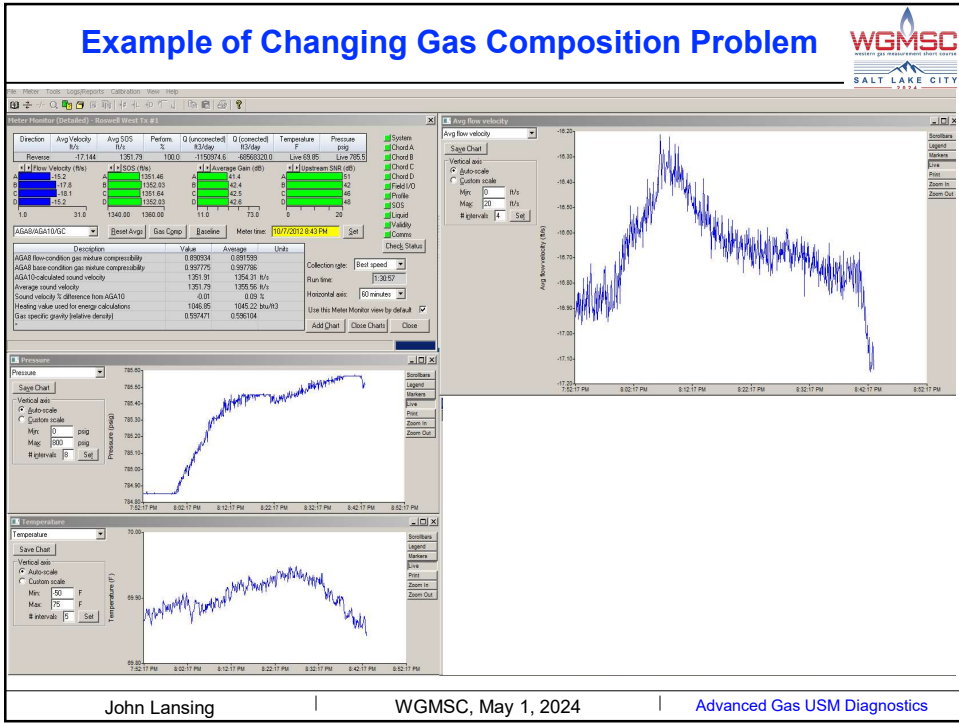 Example of Changing Gas Composition Problem
WGMSC
western gas measurement short course
SALT LAKE CITY
2024
File Meter Tools Logs/Reports Calibration View Help
Meter Monitor (Detailed) - Roswell West Tx #1
Direction Avg Velocity Avg SOS Perform. Q (uncorrected) Q (corrected) Temperature Pressure
ft/s ft/s % ft3/day ft3/day F psig
Reverse -17.144 1351.79 100.0 -1150974.6 -68568320.0 Live 69.85 Live 785.5
Flow Velocity (ft/s) SOS (ft/s) Average Gain (dB) Upstream SNR (dB)
A -15.2 A 1351.46 A 41.4 A 51
B -17.8 B 1352.03 B 42.4 B 42
C -18.1 C 1351.64 C 42.5 C 46
D -15.2 D 1352.03 D 42.6 D 48
1.0 31.0 1340.00 1360.00 11.0 73.0 0 20
System
Chord A
Chord B
Chord C
Chord D
Field I/O
Profile
SOS
Liquid
Validity
Comms
Check Status
AGA8/AGA10/GC Reset Avgs Gas Comp Baseline Meter time: 10/7/2012 8:43 PM Set
Description Value Average Units
AGA8 flow-condition gas mixture compressibility 0.890934 0.891599
AGA8 base-condition gas mixture compressibility 0.997775 0.997786
AGA10-calculated sound velocity 1351.91 1354.31 ft/s
Average sound velocity 1351.79 1355.56 ft/s
Sound velocity % difference from AGA10 -0.01 0.09 %
Heating value used for energy calculations 1046.85 1045.22 btu/ft3
Gas specific gravity (relative density) 0.597471 0.596104
*
Collection rate: Best speed
Run time: 1:30:57
Horizontal axis: 60 minutes
Use this Meter Monitor view by default
Add Chart Close Charts Close
Avg flow velocity
Avg flow velocity
Save Chart
Vertical axis
Auto-scale
Custom scale
Min: 0 ft/s
Max: 20 ft/s
# intervals 4 Set
Avg flow velocity (ft/s)
-16.20
-16.30
-16.40
-16.50
-16.60
-16.70
-16.80
-16.90
-17.00
-17.10
-17.20
7:52:17 PM 8:02:17 PM 8:12:17 PM 8:22:17 PM 8:32:17 PM 8:42:17 PM 8:52:17 PM
Scrollbars
Legend
Markers
Live
Print
Zoom In
Zoom Out
Pressure
Pressure
Save Chart
Vertical axis
Auto-scale
Custom scale
Min: 0 psig
Max: 800 psig
# intervals 8 Set
Pressure (psig)
785.60
785.40
785.30
785.20
785.10
785.00
784.90
784.80
7:52:17 PM 8:02:17 PM 8:12:17 PM 8:22:17 PM 8:32:17 PM 8:42:17 PM 8:52:17 PM
Scrollbars
Legend
Markers
Live
Print
Zoom In
Zoom Out
Temperature
Temperature
Save Chart
Vertical axis
Auto-scale
Custom scale
Min: -50 F
Max: 75 F
# intervals 5 Set
Temperature (F)
70.00
69.90
69.80
7:52:17 PM 8:02:17 PM 8:12:17 PM 8:22:17 PM 8:32:17 PM 8:42:17 PM 8:52:17 PM
Scrollbars
Legend
Markers
Live
Print
Zoom In
Zoom Out
John Lansing | WGMSC, May 1, 2024 | Advanced Gas USM Diagnostics